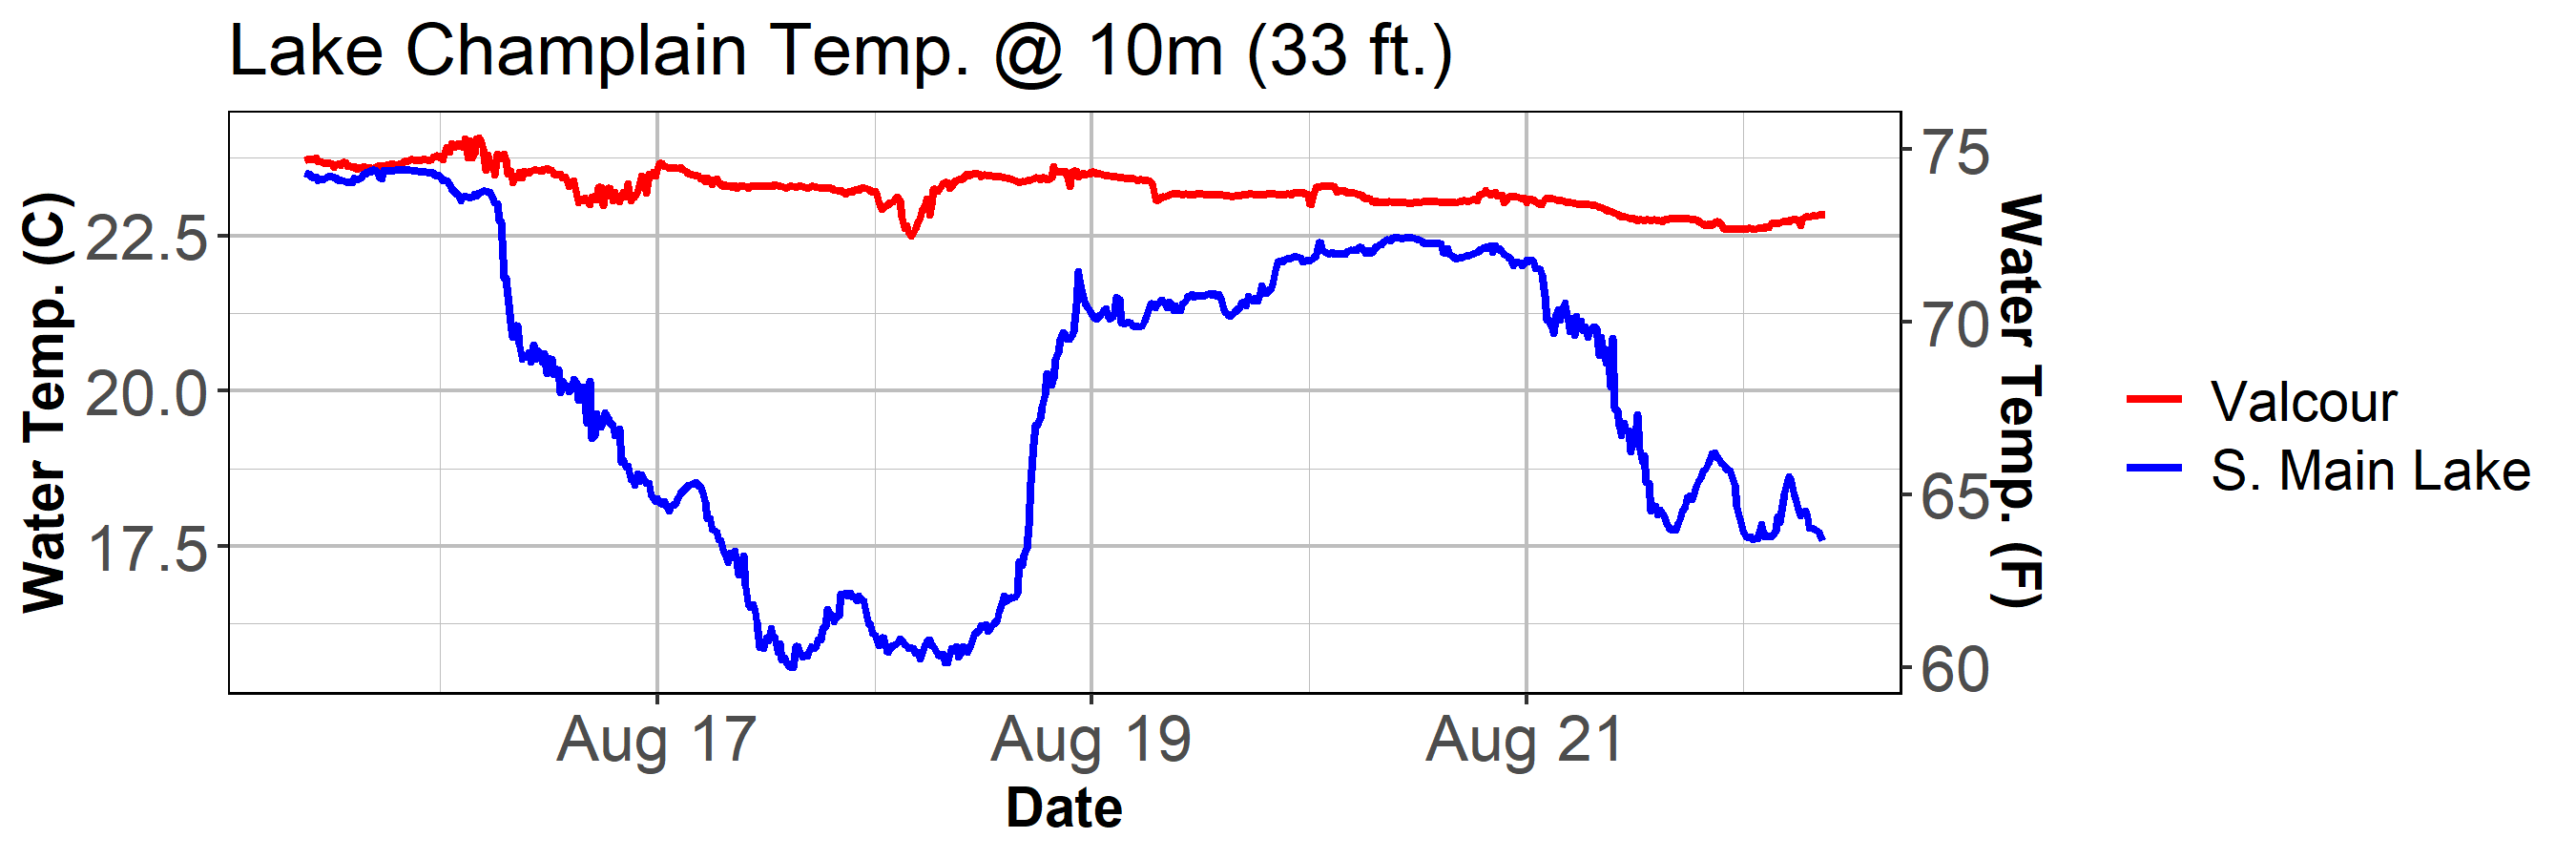 Lake Champlain Temp. @ 10m (33 ft.)
Water Temp. (C)
22.5
20.0
17.5
75
70
65
60
Water Temp. (F)
Aug 17
Aug 19
Aug 21
Date
Valcour
S. Main Lake